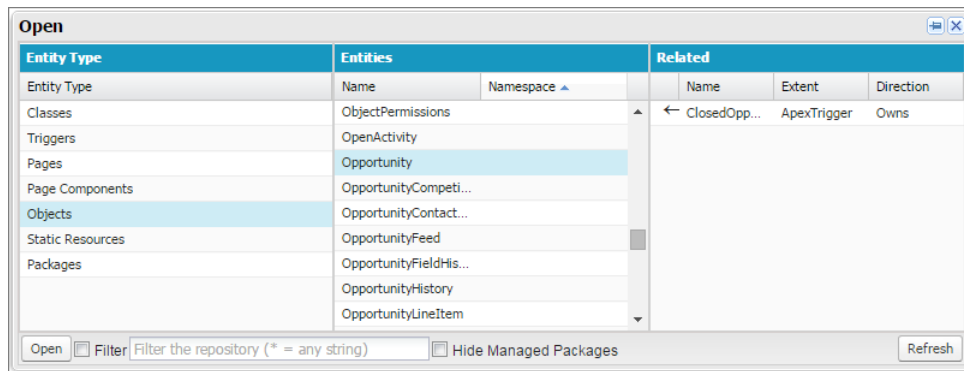 Open
Entity Type Entities Related
Entity Type Name Namespace Name Extent Direction
Classes ObjectPermissions ← ClosedOpp... ApexTrigger Owns
Triggers OpenActivity
Pages Opportunity
Page Components OpportunityCompeti...
Objects OpportunityContact...
Static Resources OpportunityFeed
Packages OpportunityFieldHis...
OpportunityHistory
OpportunityLineItem
Open Filter Filter the repository (* = any string) Hide Managed Packages Refresh